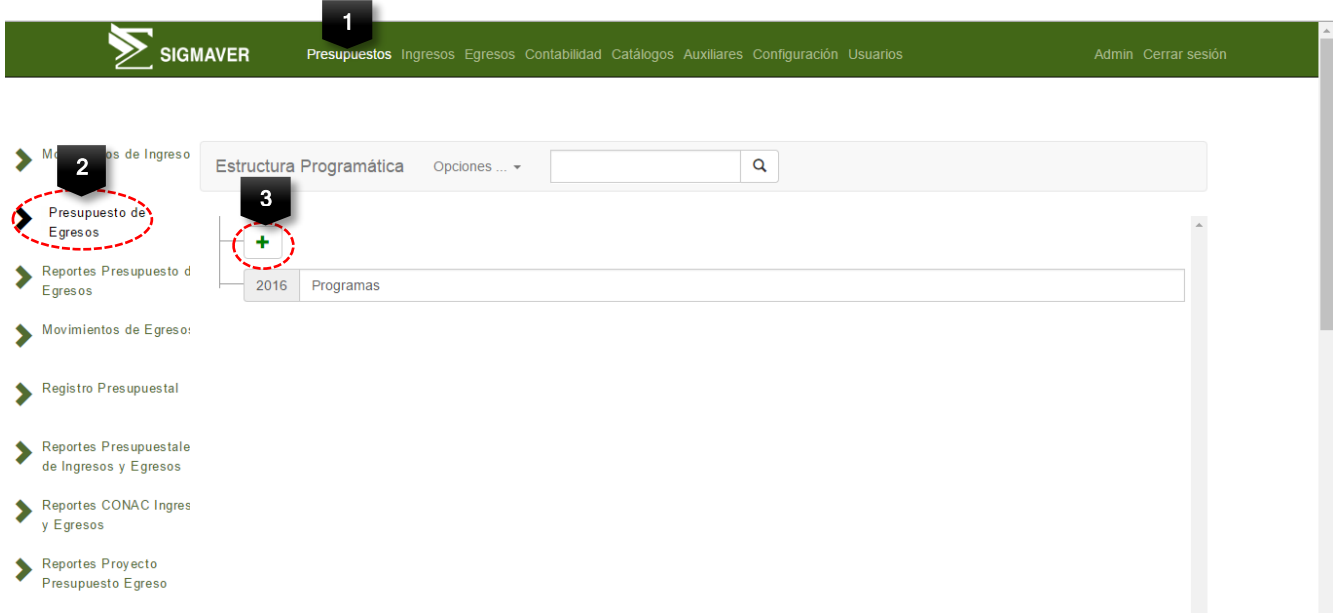 1
SIGMAVER
Presupuestos Ingresos Egresos Contabilidad Catálogos Auxiliares Configuración Usuarios
Admin Cerrar sesión
2
de Ingreso
Presupuesto de
Egresos
Reportes Presupuesto d
Egresos
Movimientos de Egreso
Registro Presupuestal
Reportes Presupuestale
de Ingresos y Egresos
Reportes CONAC Ingres
y Egresos
Reportes Proyecto
Presupuesto Egreso
Estructura Programática
Opciones ...
3
+
2016 Programas